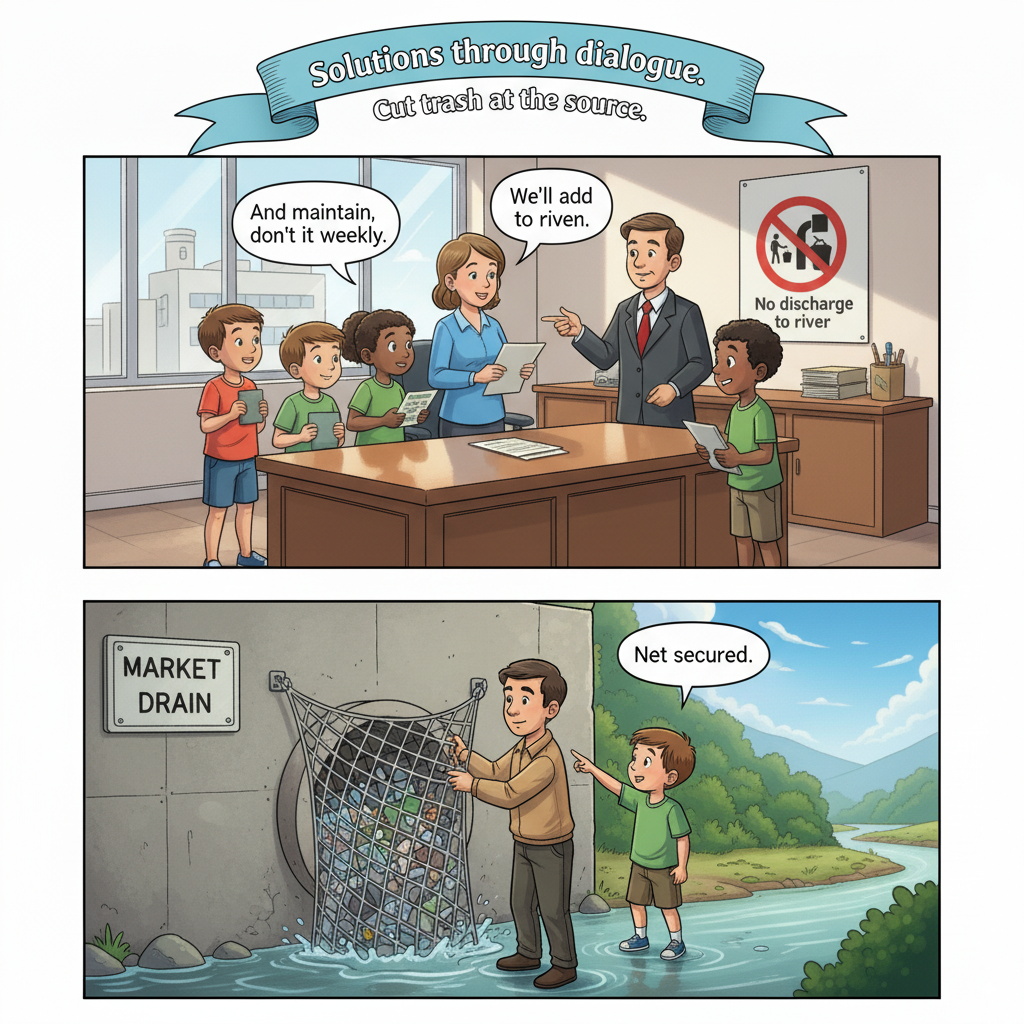 Solutions through dialogue.
Cut trash at the source.
And maintain,
don't it weekly.
We'll add
to riven.
No discharge
to river
MARKET
DRAIN
Net secured.